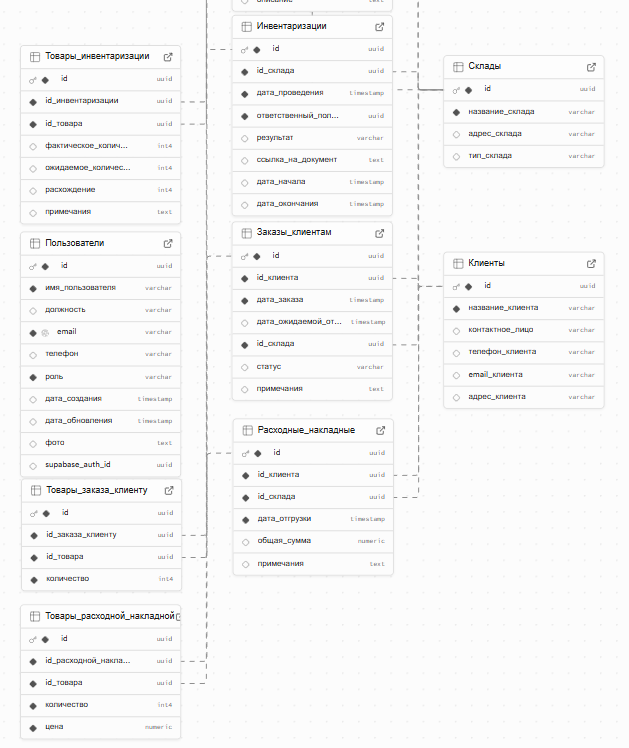 описание text
Инвентаризации
id uuid
id_склада uuid
дата_проведения timestamp
ответственный_пол... uuid
результат varchar
ссылка_на_документ text
дата_начала timestamp
дата_окончания timestamp
Товары_инвентаризации
id uuid
id_инвентаризации uuid
id_товара uuid
фактическое_колич... int4
ожидаемое_количес... int4
расхождение int4
примечания text
Склады
id uuid
название_склада varchar
адрес_склада varchar
тип_склада varchar
Пользователи
id uuid
имя_пользователя varchar
должность varchar
email varchar
телефон varchar
роль varchar
дата_создания timestamp
дата_обновления timestamp
фото text
supabase_auth_id uuid
Заказы_клиентам
id uuid
id_клиента uuid
дата_заказа timestamp
дата_ожидаемой_от... timestamp
id_склада uuid
статус varchar
примечания text
Клиенты
id uuid
название_клиента varchar
контактное_лицо varchar
телефон_клиента varchar
email_клиента varchar
адрес_клиента varchar
Расходные_накладные
id uuid
id_клиента uuid
id_склада uuid
дата_отгрузки timestamp
общая_сумма numeric
примечания text
Товары_заказа_клиенту
id uuid
id_заказа_клиенту uuid
id_товара uuid
количество int4
Товары_расходной_накладной
id uuid
id_расходной_накла... uuid
id_товара uuid
количество int4
цена numeric